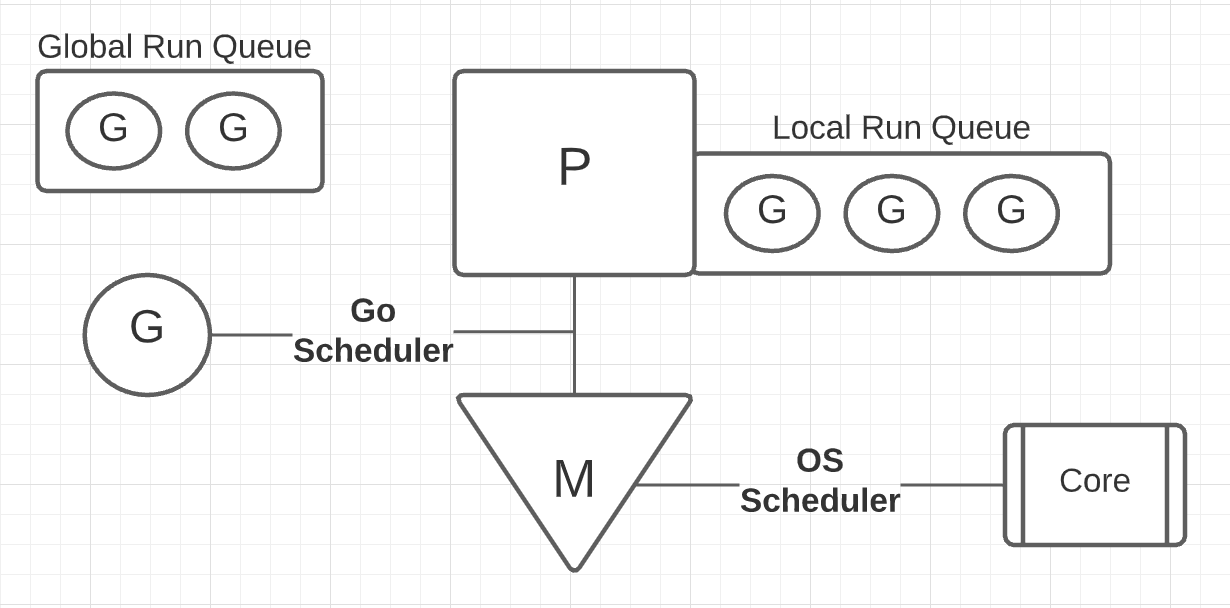 Global Run Queue
G G
P
Local Run Queue
G G G
G
Go
Scheduler
M
OS
Scheduler
Core